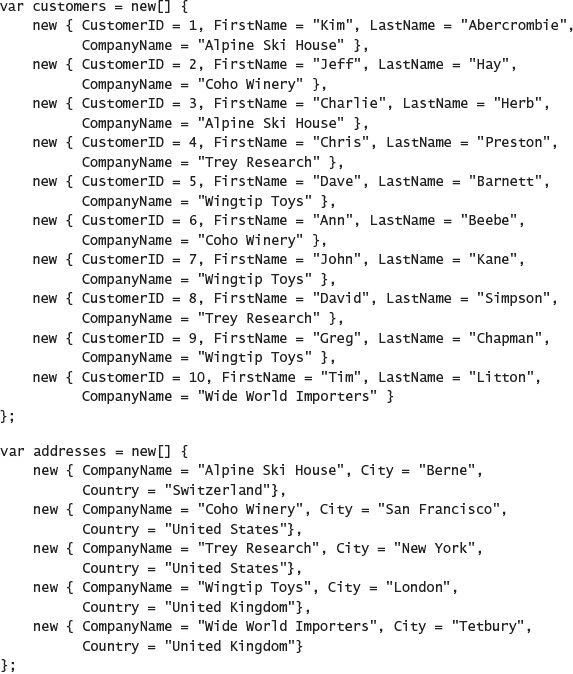 var customers = new[] {
    new { CustomerID = 1, FirstName = "Kim", LastName = "Abercrombie",
          CompanyName = "Alpine Ski House" },
    new { CustomerID = 2, FirstName = "Jeff", LastName = "Hay",
          CompanyName = "Coho Winery" },
    new { CustomerID = 3, FirstName = "Charlie", LastName = "Herb",
          CompanyName = "Alpine Ski House" },
    new { CustomerID = 4, FirstName = "Chris", LastName = "Preston",
          CompanyName = "Trey Research" },
    new { CustomerID = 5, FirstName = "Dave", LastName = "Barnett",
          CompanyName = "Wingtip Toys" },
    new { CustomerID = 6, FirstName = "Ann", LastName = "Beebe",
          CompanyName = "Coho Winery" },
    new { CustomerID = 7, FirstName = "John", LastName = "Kane",
          CompanyName = "Wingtip Toys" },
    new { CustomerID = 8, FirstName = "David", LastName = "Simpson",
          CompanyName = "Trey Research" },
    new { CustomerID = 9, FirstName = "Greg", LastName = "Chapman",
          CompanyName = "Wingtip Toys" },
    new { CustomerID = 10, FirstName = "Tim", LastName = "Litton",
          CompanyName = "Wide World Importers" }
};

var addresses = new[] {
    new { CompanyName = "Alpine Ski House", City = "Berne",
          Country = "Switzerland"},
    new { CompanyName = "Coho Winery", City = "San Francisco",
          Country = "United States"},
    new { CompanyName = "Trey Research", City = "New York",
          Country = "United States"},
    new { CompanyName = "Wingtip Toys", City = "London",
          Country = "United Kingdom"},
    new { CompanyName = "Wide World Importers", City = "Tetbury",
          Country = "United Kingdom"}
};